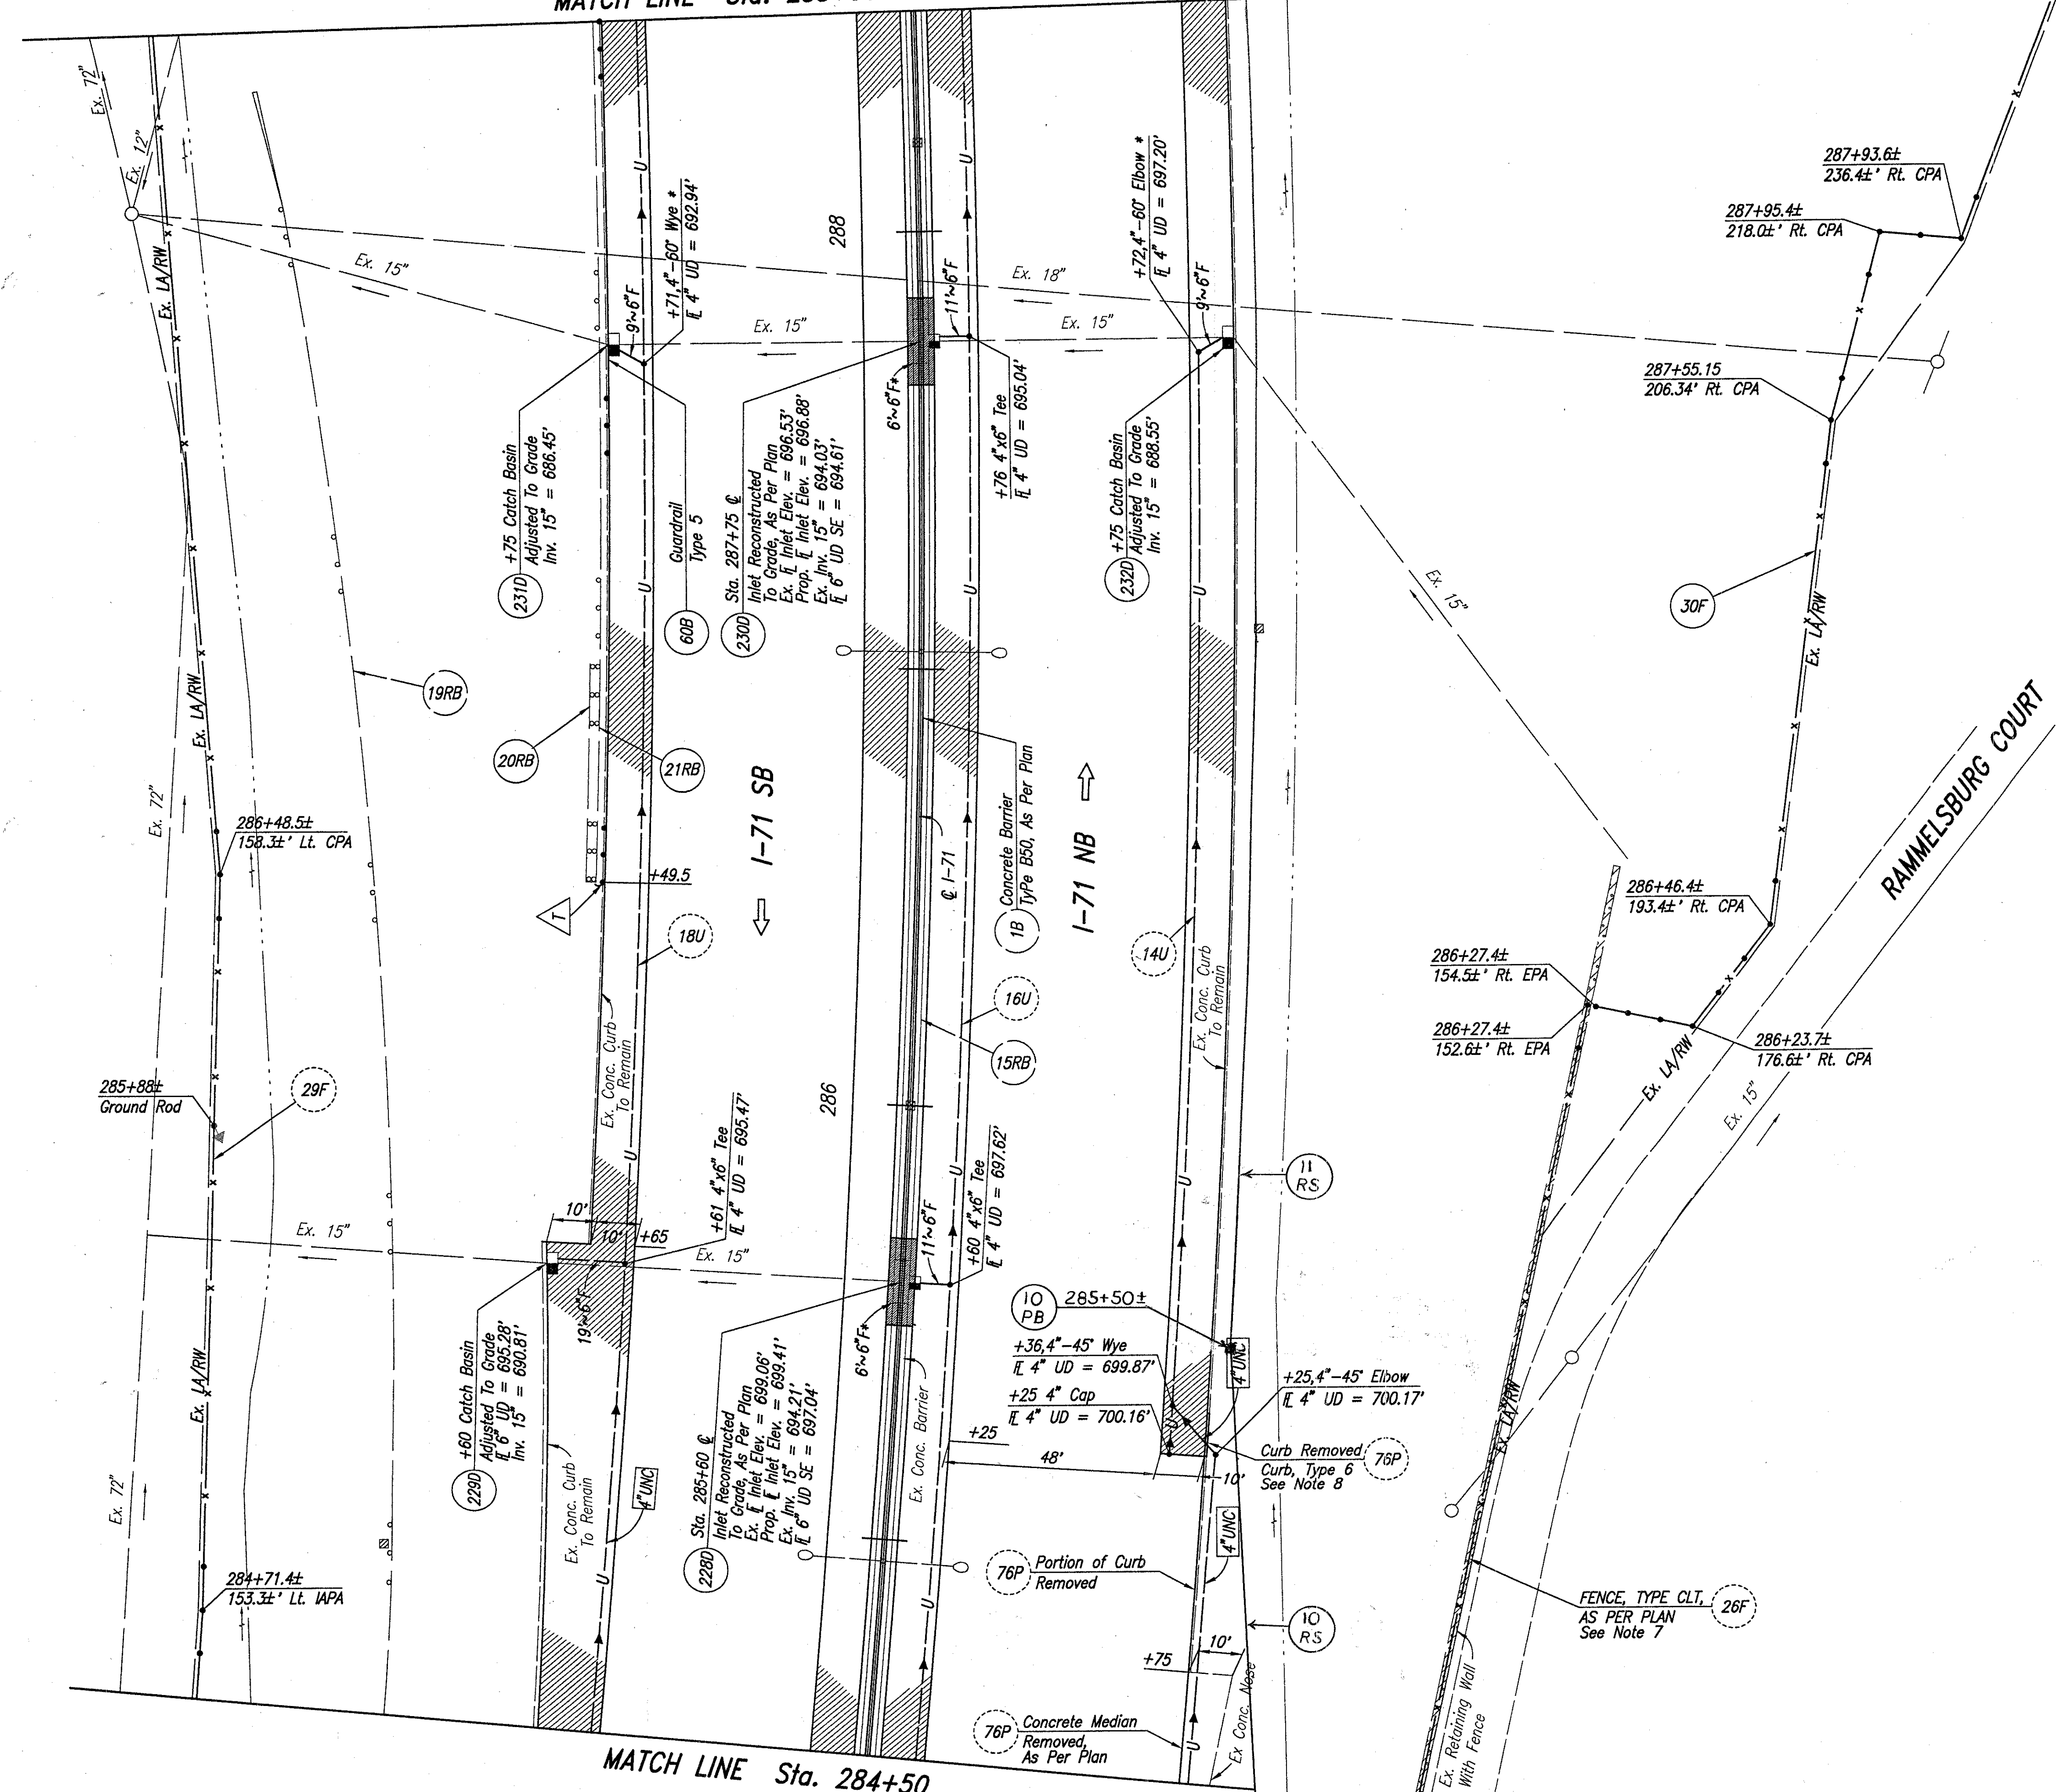 MATCH LINE Sta.
Ex. 72"
Ex. 12"
Ex. LA/RW
Ex. 15"
9'~6"F
+71,4"-60° Wye *
℄ 4" UD = 692.94'
288
11'~6"F
Ex. 18"
Ex. 15"
Ex. 15"
+72,4"-60° Elbow *
℄ 4" UD = 697.20'
9'~6"F
287+93.6±
236.4±' Rt. CPA
287+95.4±
218.0±' Rt. CPA
287+55.15
206.34' Rt. CPA
231D
+75 Catch Basin
Adjusted To Grade
Inv. 15" = 686.45'
60B
Guardrail
Type 5
230D
Sta. 287+75 ℄
Inlet Reconstructed
To Grade, As Per Plan
Ex. ℄ Inlet Elev. = 696.53'
Prop. ℄ Inlet Elev. = 696.88'
Ex. Inv. 15" = 694.03'
℄ 6" UD SE = 694.61'
6'~6"F*
+76 4"x6" Tee
℄ 4" UD = 695.04'
232D
+75 Catch Basin
Adjusted To Grade
Inv. 15" = 688.55'
Ex. 15"
30F
Ex. LA/RW
U
U
U
U
U
Ex. LA/RW
19RB
20RB
21RB
I-71 SB
1B
Concrete Barrier
TyPe B50, As Per Plan
I-71 NB
RAMMELSBURG COURT
Ex. 72"
286+48.5±
158.3±' Lt. CPA
+49.5
T
18U
℄ I-71
14U
Ex. Conc. Curb
To Remain
286+46.4±
193.4±' Rt. CPA
286+27.4±
154.5±' Rt. EPA
286+27.4±
152.6±' Rt. EPA
286+23.7±
176.6±' Rt. CPA
Ex. LA/RW
Ex. 15"
16U
15RB
285+88±
Ground Rod
29F
Ex. Conc. Curb
To Remain
286
+61 4"x6" Tee
℄ 4" UD = 695.47'
+60 4"x6" Tee
℄ 4" UD = 697.62'
U
U
U
U
11
RS
Ex. 15"
10'
10'
+65
Ex. 15"
11'~6"F
19'~6"F
6'~6"F*
10
PB
285+50±
+36,4"-45° Wye
℄ 4" UD = 699.87'
+25 4" Cap
℄ 4" UD = 700.16'
4"UNC
+25,4"-45° Elbow
℄ 4" UD = 700.17'
229D
+60 Catch Basin
Adjusted To Grade
℄ 6" UD = 695.28'
Inv. 15" = 690.81'
228D
Sta. 285+60 ℄
Inlet Reconstructed
To Grade, As Per Plan
Ex. ℄ Inlet Elev. = 699.06'
Prop. ℄ Inlet Elev. = 699.41'
Ex. Inv. 15" = 694.21'
℄ 6" UD SE = 697.04'
Ex. Conc. Barrier
+25
48'
10'
U
Curb Removed
Curb, Type 6
See Note 8
76P
Ex. LA/RW
Ex. LA/RW
Ex. 72"
Ex. Conc. Curb
To Remain
4"UNC
4"UNC
76P
Portion of Curb
Removed
284+71.4±
153.3±' Lt. IAPA
U
U
10
RS
FENCE, TYPE CLT,
AS PER PLAN
See Note 7
26F
+75
10'
76P
Concrete Median
Removed,
As Per Plan
U
Ex Conc. Nose
Ex. Retaining Wall
With Fence
MATCH LINE Sta. 284+50